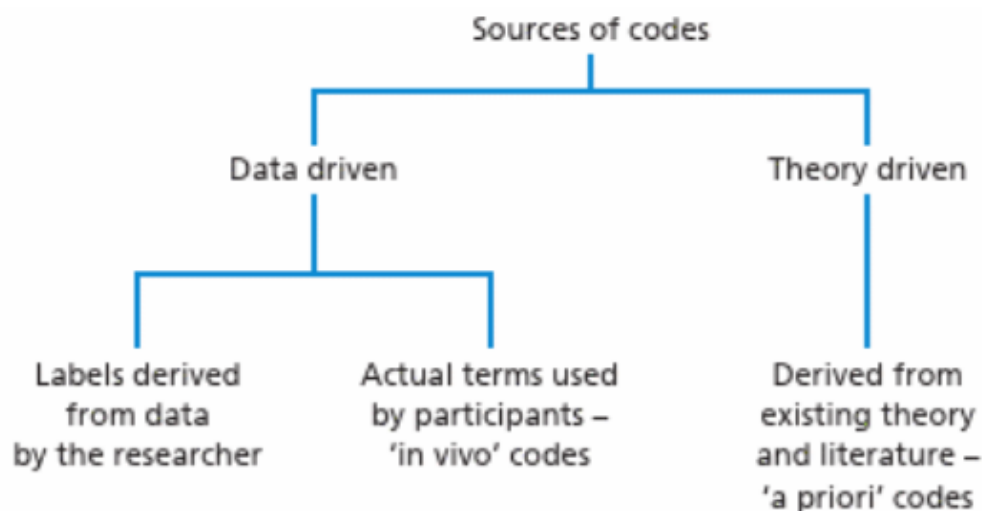 Sources of codes
Data driven
Theory driven
Labels derived
from data
by the researcher
Actual terms used
by participants –
‘in vivo’ codes
Derived from
existing theory
and literature –
‘a priori’ codes